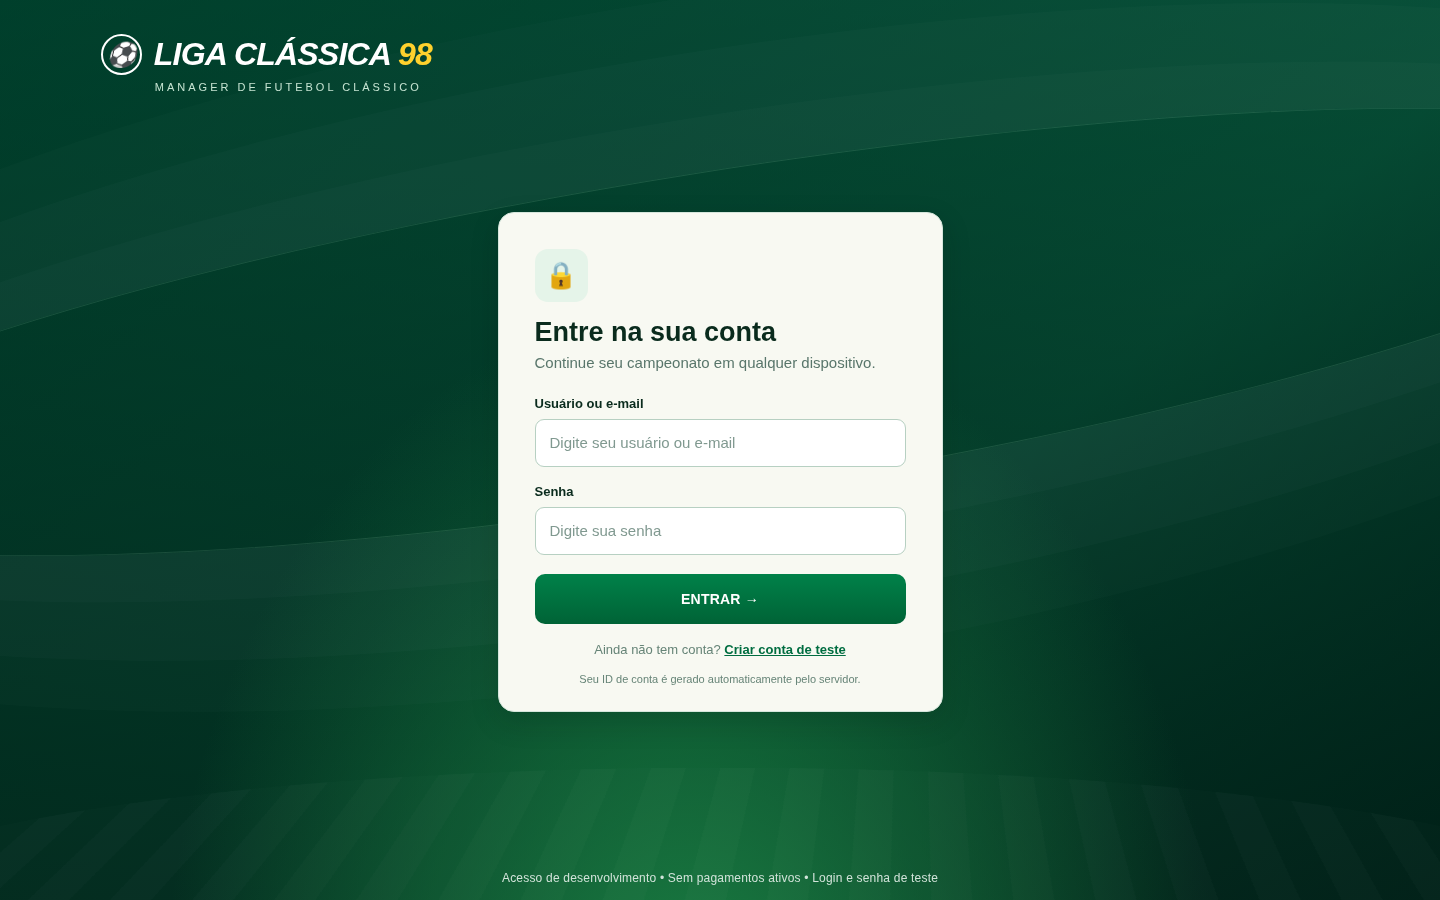 LIGA CLÁSSICA 98
MANAGER DE FUTEBOL CLÁSSICO
Entre na sua conta
Continue seu campeonato em qualquer dispositivo.
Usuário ou e-mail
Digite seu usuário ou e-mail
Senha
Digite sua senha
ENTRAR →
Ainda não tem conta? Criar conta de teste
Seu ID de conta é gerado automaticamente pelo servidor.
Acesso de desenvolvimento • Sem pagamentos ativos • Login e senha de teste